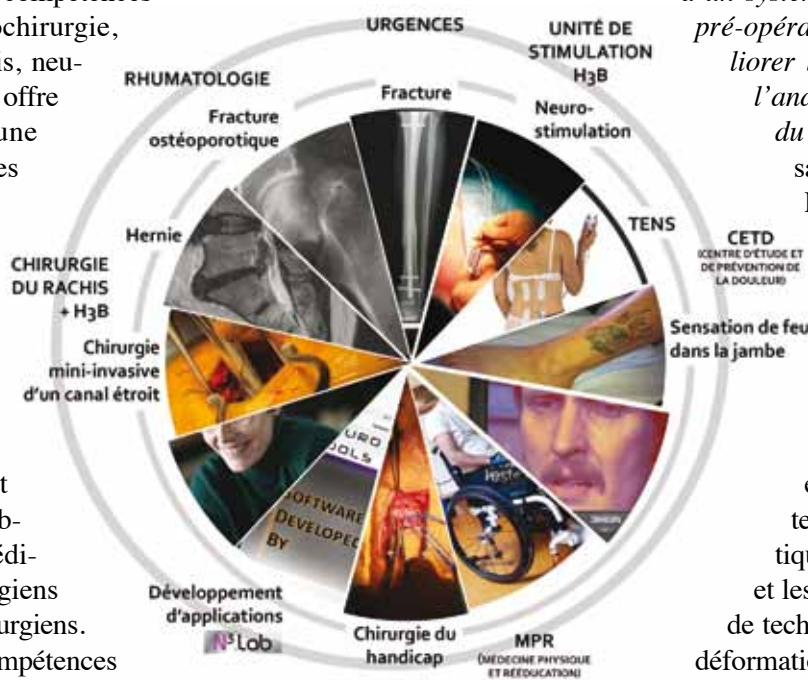 ochirurgie,
is, neu-
offre
une
es
URGENCES
UNITÉ DE
STIMULATION
H3B
pré-opéra
liorer
l'ana
du
sa
RHUMATOLOGIE
Fracture
ostéoporotique
Fracture
Neuro-
stimulation
Hernie
TENS
CETD
(CENTRE D'ÉTUDE ET
DE PRÉVENTION DE
LA DOULEUR)
CHIRURGIE
DU RACHIS
+ H3B
Sensation de feu
dans la jambe
Chirurgie
mini-invasive
d'un canal étroit
URO
OOLS
SOFTWARE
DEVELOPED
BY
t
b-
édi-
giens
urgiens.
mpétences
Développement
d'applications
N3Lab
Chirurgie du
handicap
MPR
(MÉDECINE PHYSIQUE
ET RÉÉDUCATION)
te
tiqu
et les
de tech
déformatio